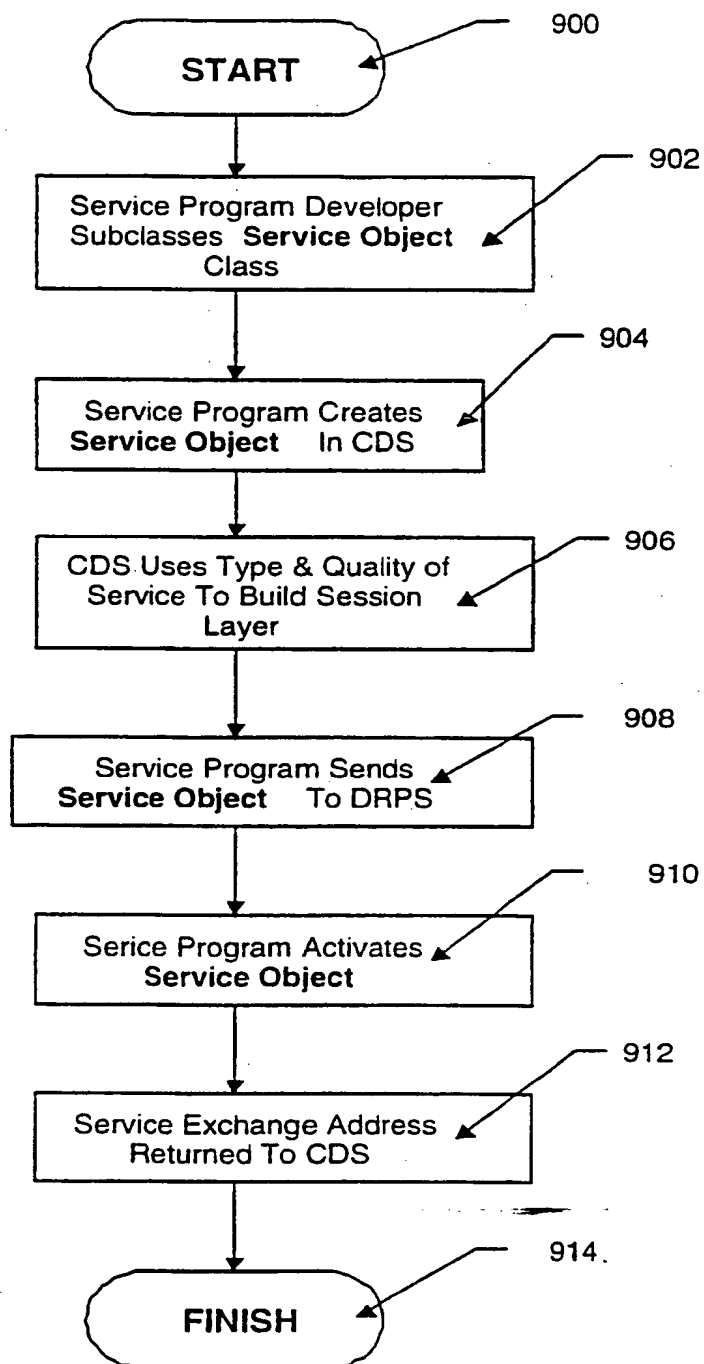 900
START
902
Service Program Developer
Subclasses Service Object
Class
904
Service Program Creates
Service Object In CDS
906
CDS Uses Type & Quality of
Service To Build Session
Layer
908
Service Program Sends
Service Object To DRPS
910
Serice Program Activates
Service Object
912
Service Exchange Address
Returned To CDS
914
FINISH